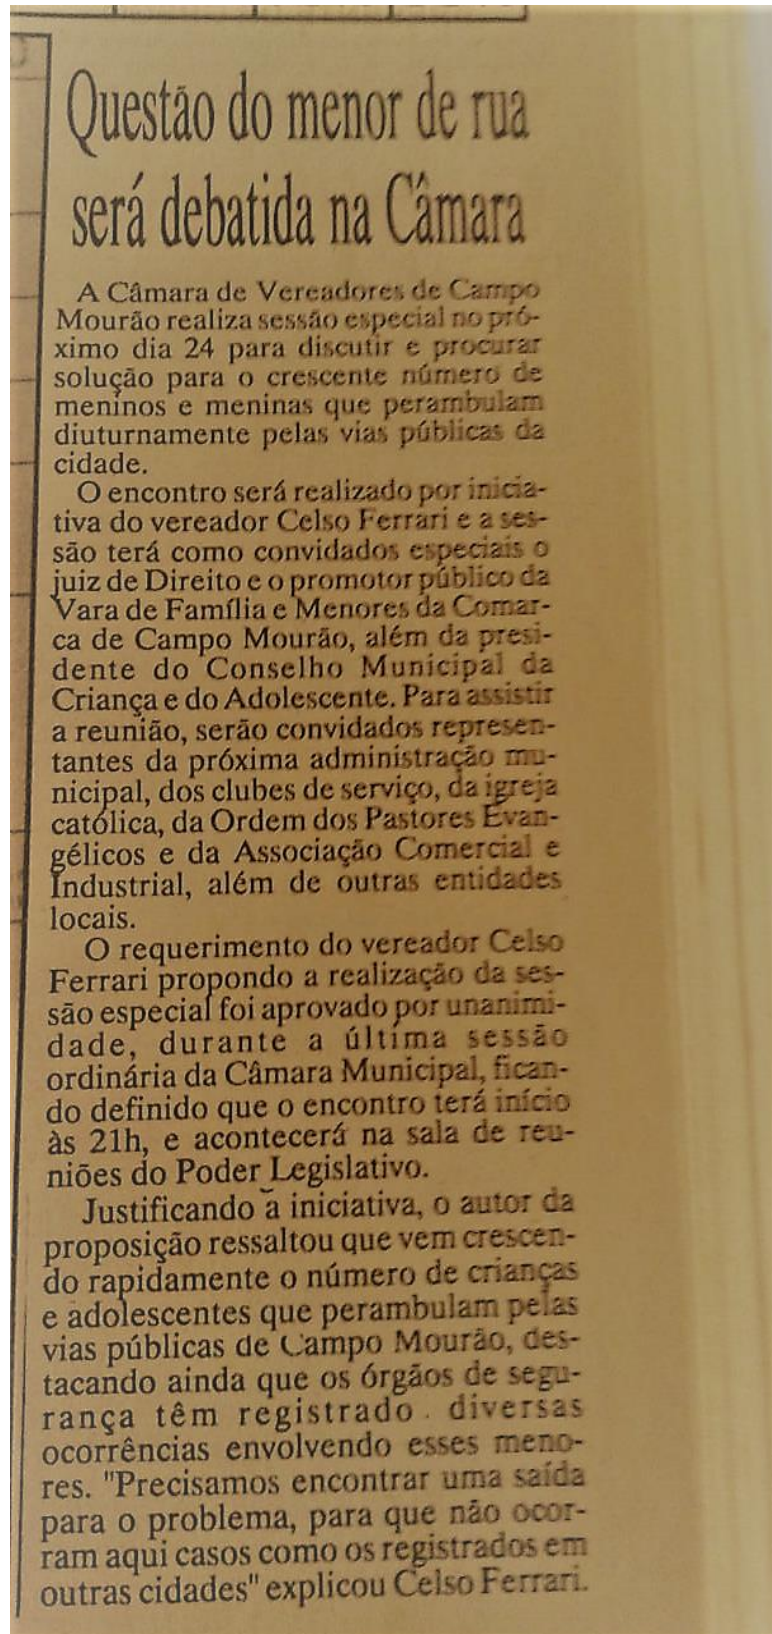 Questão do menor de rua
será debatida na Câmara
A Câmara de Vereadores de Campo
Mourão realiza sessão especial no pró-
ximo dia 24 para discutir e procurar
solução para o crescente número de
meninos e meninas que perambulam
diuturnamente pelas vias públicas da
cidade.
O encontro será realizado por inicia-
tiva do vereador Celso Ferrari e a ses-
são terá como convidados especiais o
juiz de Direito e o promotor público da
Vara de Família e Menores da Comar-
ca de Campo Mourão, além da presi-
dente do Conselho Municipal da
Criança e do Adolescente. Para assistir
a reunião, serão convidados represen-
tantes da próxima administração mu-
nicipal, dos clubes de serviço, da igreja
católica, da Ordem dos Pastores Evan-
gélicos e da Associação Comercial e
Industrial, além de outras entidades
locais.
O requerimento do vereador Celso
Ferrari propondo a realização da ses-
são especial foi aprovado por unanimi-
dade, durante a última sessão
ordinária da Câmara Municipal, fican-
do definido que o encontro terá início
às 21h, e acontecerá na sala de reu-
niões do Poder Legislativo.
Justificando a iniciativa, o autor da
proposição ressaltou que vem crescen-
do rapidamente o número de crianças
e adolescentes que perambulam pelas
vias públicas de Campo Mourão, des-
tacando ainda que os órgãos de segu-
rança têm registrado diversas
ocorrências envolvendo esses meno-
res. "Precisamos encontrar uma saída
para o problema, para que não ocor-
ram aqui casos como os registrados em
outras cidades" explicou Celso Ferrari.